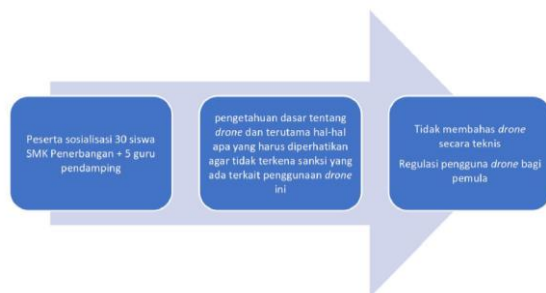 Peserta sosialisasi 30 siswa
SMK Penerbangan + 5 guru
pendamping
pengetahuan dasar tentang
drone dan terutama hal-hal
apa yang harus diperhatikan
agar tidak terkena sanksi yang
ada terkait penggunaan drone
ini
Tidak membahas drone
secara teknis
Regulasi pengguna drone bagi
pemula